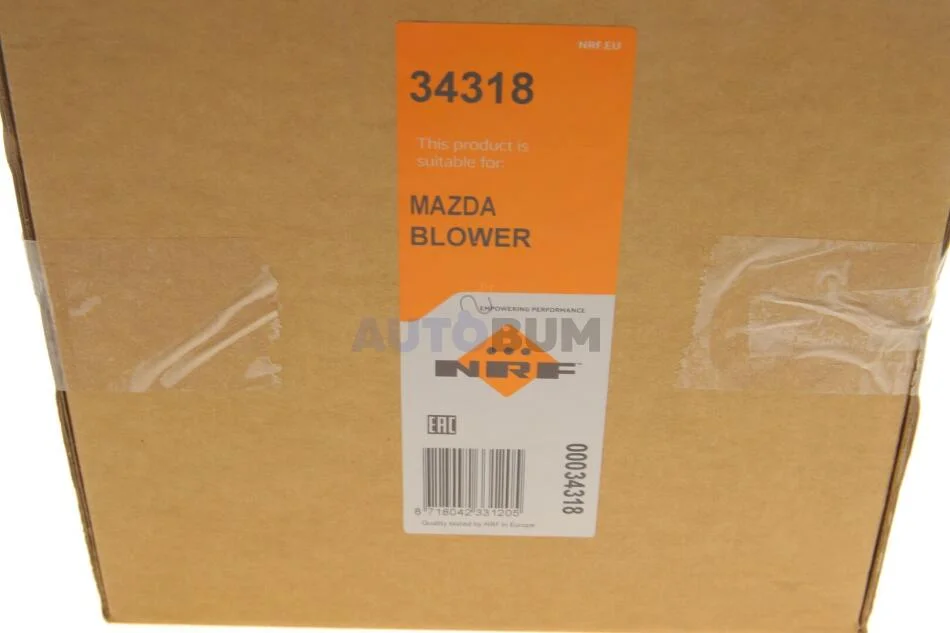 NRF.EU
34318
This product is
suitable for:
MAZDA
BLOWER
EMPOWERING PERFORMANCE
AUTOBUM
NRF™
EAC
00034318
8 718042 331205
Quality tested by NRF in Europe